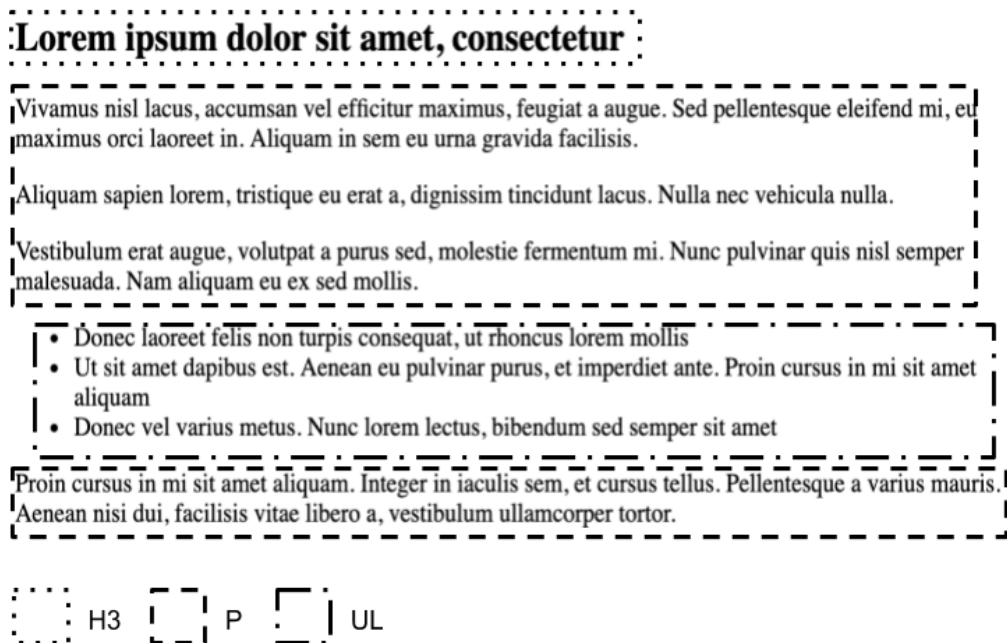 Lorem ipsum dolor sit amet, consectetur
Vivamus nisl lacus, accumsan vel efficitur maximus, feugiat a augue. Sed pellentesque eleifend mi, eu
maximus orci laoreet in. Aliquam in sem eu urna gravida facilisis.
Aliquam sapien lorem, tristique eu erat a, dignissim tincidunt lacus. Nulla nec vehicula nulla.
Vestibulum erat augue, volutpat a purus sed, molestie fermentum mi. Nunc pulvinar quis nisl semper
malesuada. Nam aliquam eu ex sed mollis.
• Donec laoreet felis non turpis consequat, ut rhoncus lorem mollis
• Ut sit amet dapibus est. Aenean eu pulvinar purus, et imperdiet ante. Proin cursus in mi sit amet
aliquam
• Donec vel varius metus. Nunc lorem lectus, bibendum sed semper sit amet
Proin cursus in mi sit amet aliquam. Integer in iaculis sem, et cursus tellus. Pellentesque a varius mauris.
Aenean nisi dui, facilisis vitae libero a, vestibulum ullamcorper tortor.
H3 P UL